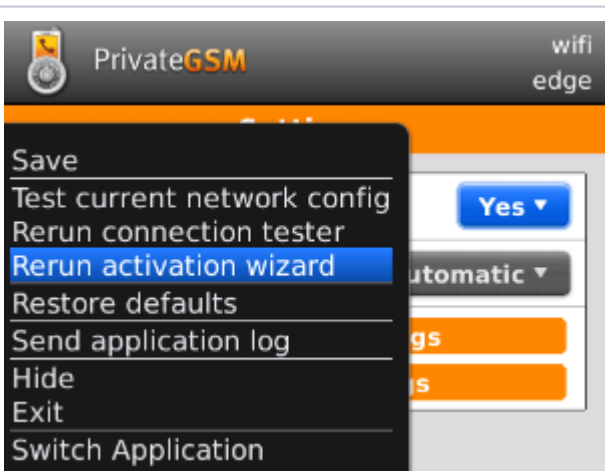 PrivateGSM
wifi
edge
Save
Test current network config
Yes
Rerun connection tester
Rerun activation wizard
Restore defaults
Send application log
Hide
Exit
Switch Application